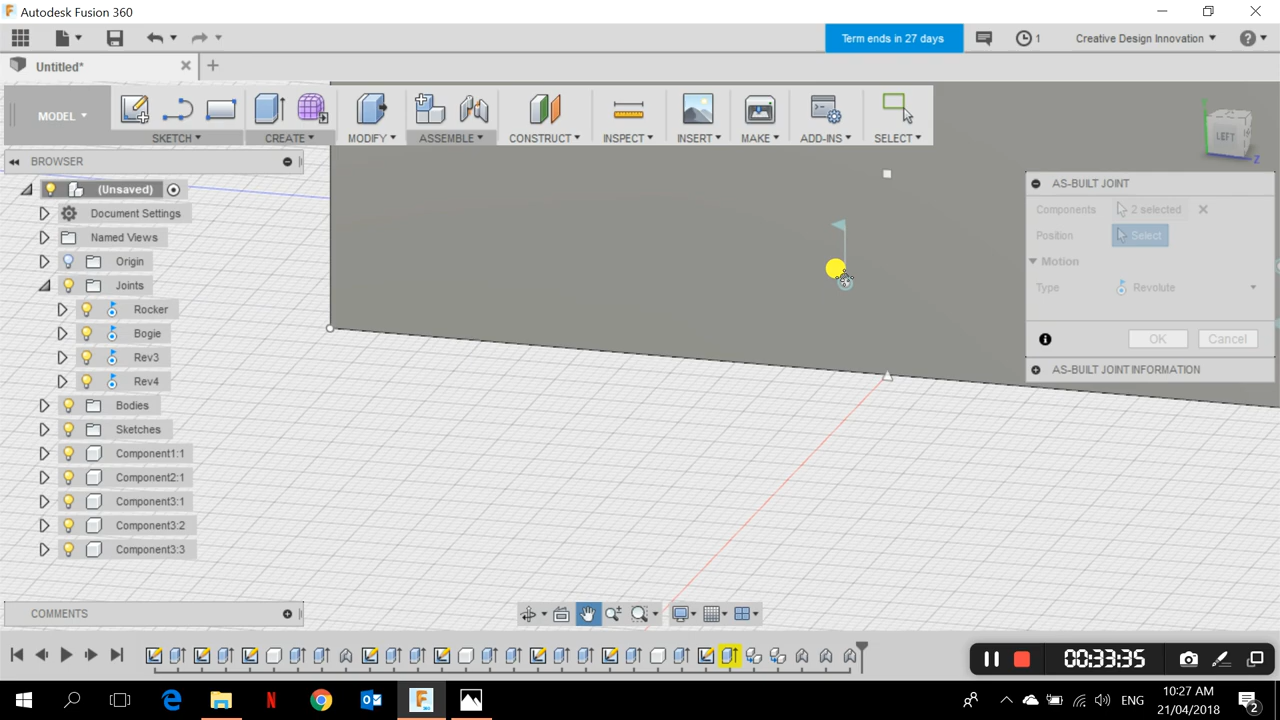 Autodesk Fusion 360
Term ends in 27 days
1
Creative Design Innovation
Untitled*
MODEL
SKETCH
CREATE
MODIFY
ASSEMBLE
CONSTRUCT
INSPECT
INSERT
MAKE
ADD-INS
SELECT
LEFT
Z
BROWSER
(Unsaved)
Document Settings
Named Views
Origin
Joints
Rocker
Bogie
Rev3
Rev4
Bodies
Sketches
Component1:1
Component2:1
Component3:1
Component3:2
Component3:3
AS-BUILT JOINT
Components 2 selected
Position Select
Motion
Type Revolute
OK Cancel
AS-BUILT JOINT INFORMATION
COMMENTS
00:33:35
ENG
10:27 AM
21/04/2018
2